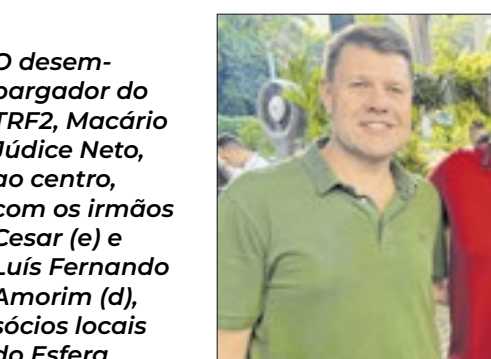 O desem-
bargador do
TRF2, Macário
Júdice Neto,
ao centro,
com os irmãos
Cesar (e) e
Luís Fernando
Amorim (d),
sócios locais
do Esfera